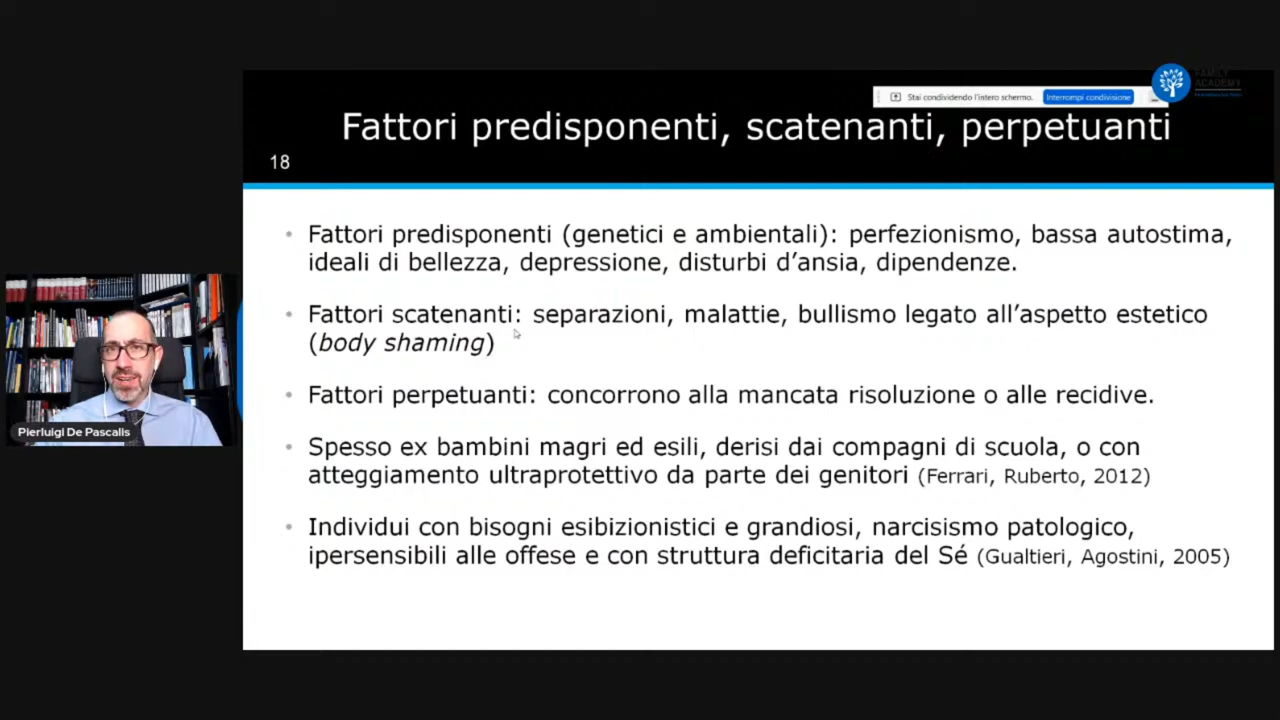 FAMILY
ACADEMY
Stai condividendo l'intero schermo. Interrompi condivisione
Fattori predisponenti, scatenanti, perpetuanti
18
• Fattori predisponenti (genetici e ambientali): perfezionismo, bassa autostima,
ideali di bellezza, depressione, disturbi d'ansia, dipendenze.
• Fattori scatenanti: separazioni, malattie, bullismo legato all'aspetto estetico
(body shaming)
• Fattori perpetuanti: concorrono alla mancata risoluzione o alle recidive.
• Spesso ex bambini magri ed esili, derisi dai compagni di scuola, o con
atteggiamento ultraprotettivo da parte dei genitori (Ferrari, Ruberto, 2012)
• Individui con bisogni esibizionistici e grandiosi, narcisismo patologico,
ipersensibili alle offese e con struttura deficitaria del Sé (Gualtieri, Agostini, 2005)
Pierluigi De Pascalis